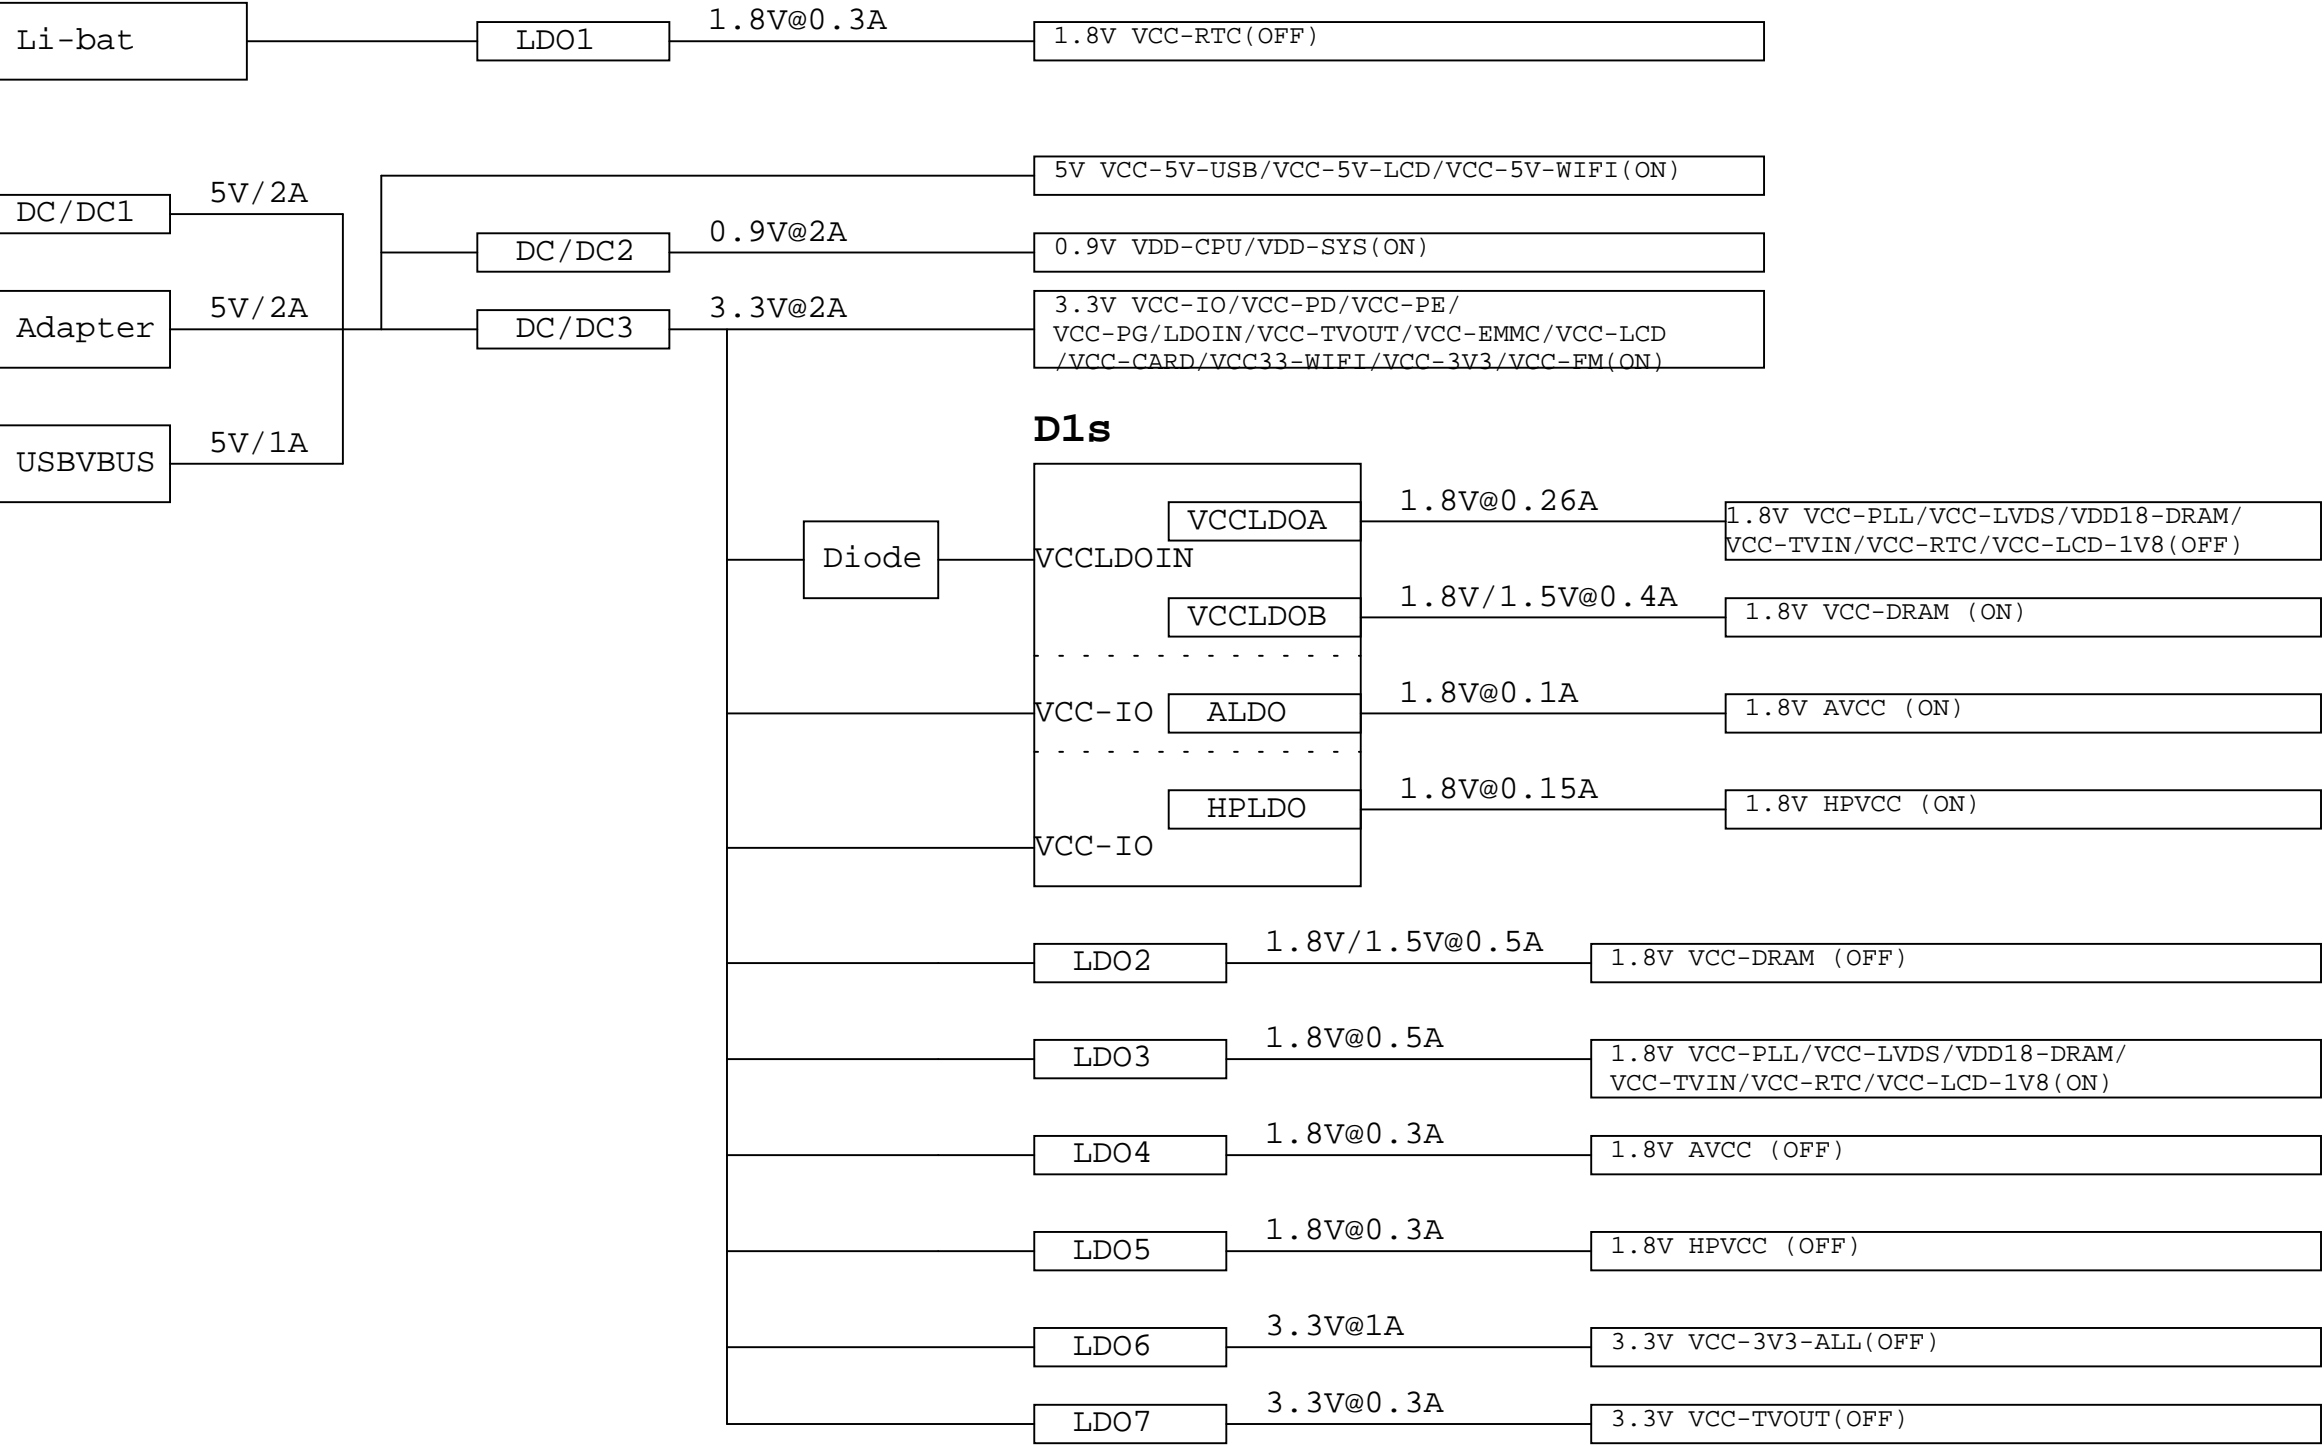 Li-bat
LDO1
1.8V@0.3A
1.8V VCC-RTC(OFF)
5V VCC-5V-USB/VCC-5V-LCD/VCC-5V-WIFI(ON)
DC/DC1
5V/2A
DC/DC2
0.9V@2A
0.9V VDD-CPU/VDD-SYS(ON)
Adapter
5V/2A
DC/DC3
3.3V@2A
3.3V VCC-IO/VCC-PD/VCC-PE/
VCC-PG/LDOIN/VCC-TVOUT/VCC-EMMC/VCC-LCD
/VCC-CARD/VCC33-WIFI/VCC-3V3/VCC-FM(ON)
USBVBUS
5V/1A
D1s
VCCLDOA
1.8V@0.26A
1.8V VCC-PLL/VCC-LVDS/VDD18-DRAM/
VCC-TVIN/VCC-RTC/VCC-LCD-1V8(OFF)
Diode
VCCLDOIN
VCCLDOB
1.8V/1.5V@0.4A
1.8V VCC-DRAM (ON)
VCC-IO
ALDO
1.8V@0.1A
1.8V AVCC (ON)
HPLDO
1.8V@0.15A
1.8V HPVCC (ON)
VCC-IO
LDO2
1.8V/1.5V@0.5A
1.8V VCC-DRAM (OFF)
LDO3
1.8V@0.5A
1.8V VCC-PLL/VCC-LVDS/VDD18-DRAM/
VCC-TVIN/VCC-RTC/VCC-LCD-1V8(ON)
LDO4
1.8V@0.3A
1.8V AVCC (OFF)
LDO5
1.8V@0.3A
1.8V HPVCC (OFF)
LDO6
3.3V@1A
3.3V VCC-3V3-ALL(OFF)
LDO7
3.3V@0.3A
3.3V VCC-TVOUT(OFF)